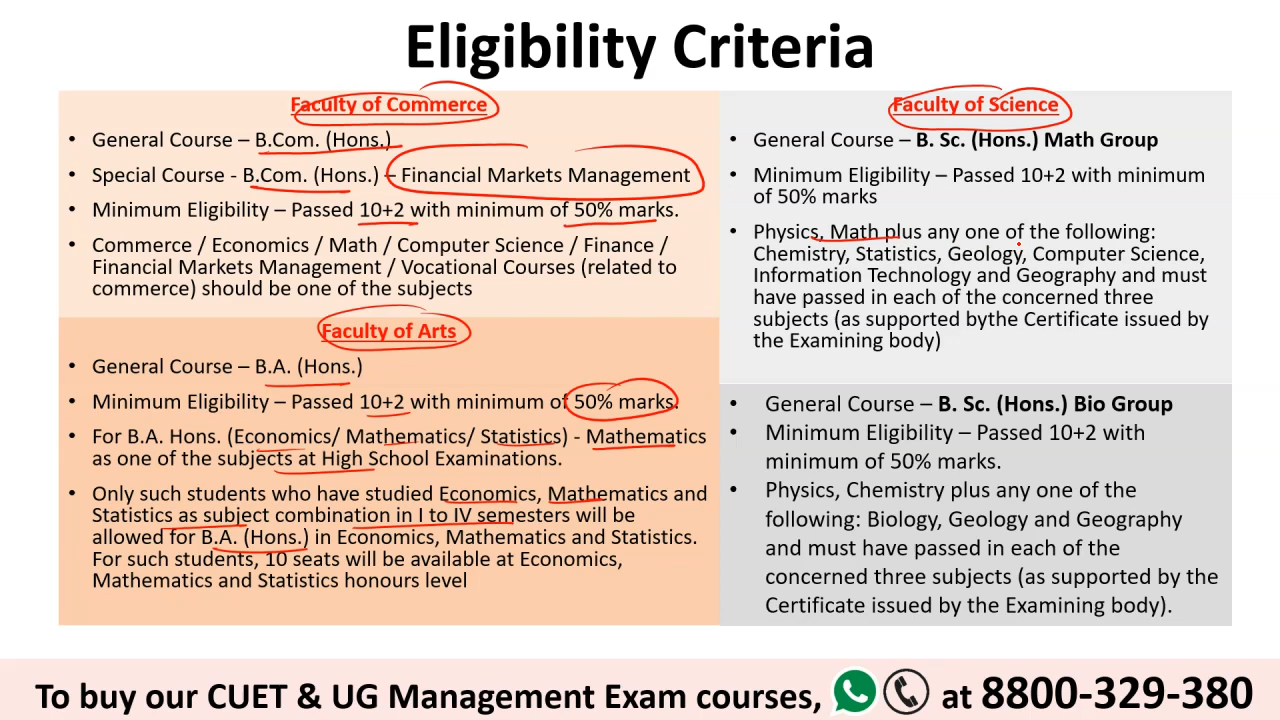 Eligibility Criteria
Faculty of Commerce
• General Course – B.Com. (Hons.)
• Special Course - B.Com. (Hons.) – Financial Markets Management
• Minimum Eligibility – Passed 10+2 with minimum of 50% marks.
• Commerce / Economics / Math / Computer Science / Finance /
Financial Markets Management / Vocational Courses (related to
commerce) should be one of the subjects
Faculty of Arts
• General Course – B.A. (Hons.)
• Minimum Eligibility – Passed 10+2 with minimum of 50% marks.
• For B.A. Hons. (Economics/ Mathematics/ Statistics) - Mathematics
as one of the subjects at High School Examinations.
• Only such students who have studied Economics, Mathematics and
Statistics as subject combination in I to IV semesters will be
allowed for B.A. (Hons.) in Economics, Mathematics and Statistics.
For such students, 10 seats will be available at Economics,
Mathematics and Statistics honours level
Faculty of Science
• General Course – B. Sc. (Hons.) Math Group
• Minimum Eligibility – Passed 10+2 with minimum
of 50% marks
• Physics, Math plus any one of the following:
Chemistry, Statistics, Geology, Computer Science,
Information Technology and Geography and must
have passed in each of the concerned three
subjects (as supported bythe Certificate issued by
the Examining body)
• General Course – B. Sc. (Hons.) Bio Group
• Minimum Eligibility – Passed 10+2 with
minimum of 50% marks.
• Physics, Chemistry plus any one of the
following: Biology, Geology and Geography
and must have passed in each of the
concerned three subjects (as supported by the
Certificate issued by the Examining body).
To buy our CUET & UG Management Exam courses, at 8800-329-380